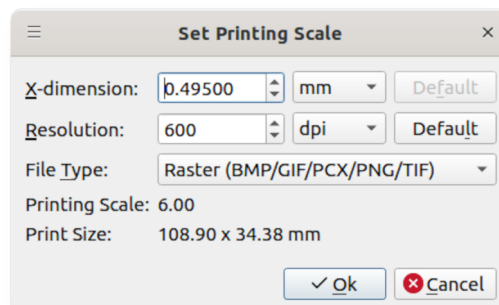 Set Printing Scale
X-dimension: 0.49500 mm Default
Resolution: 600 dpi Default
File Type: Raster (BMP/GIF/PCX/PNG/TIF)
Printing Scale: 6.00
Print Size: 108.90 x 34.38 mm
Ok Cancel